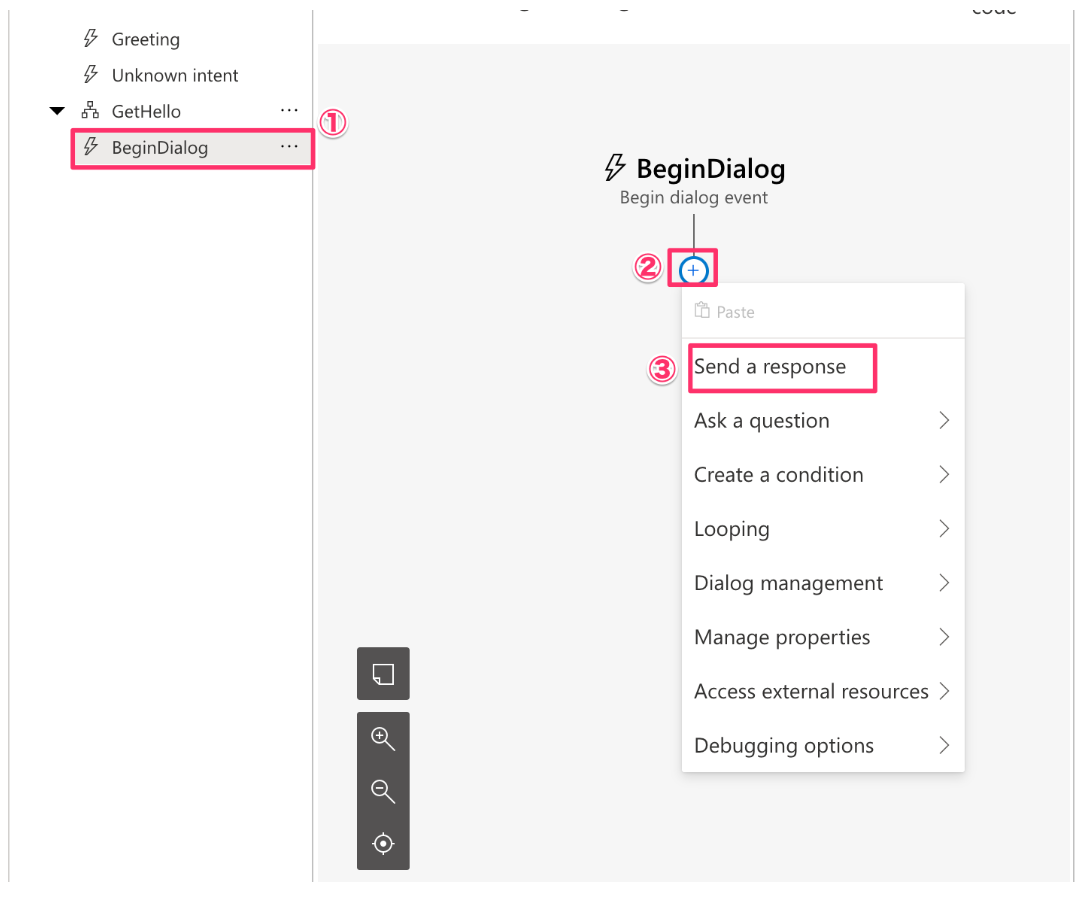 code
Greeting
Unknown intent
GetHello ...
BeginDialog ...
①
BeginDialog
Begin dialog event
②
Paste
③
Send a response
Ask a question
Create a condition
Looping
Dialog management
Manage properties
Access external resources
Debugging options